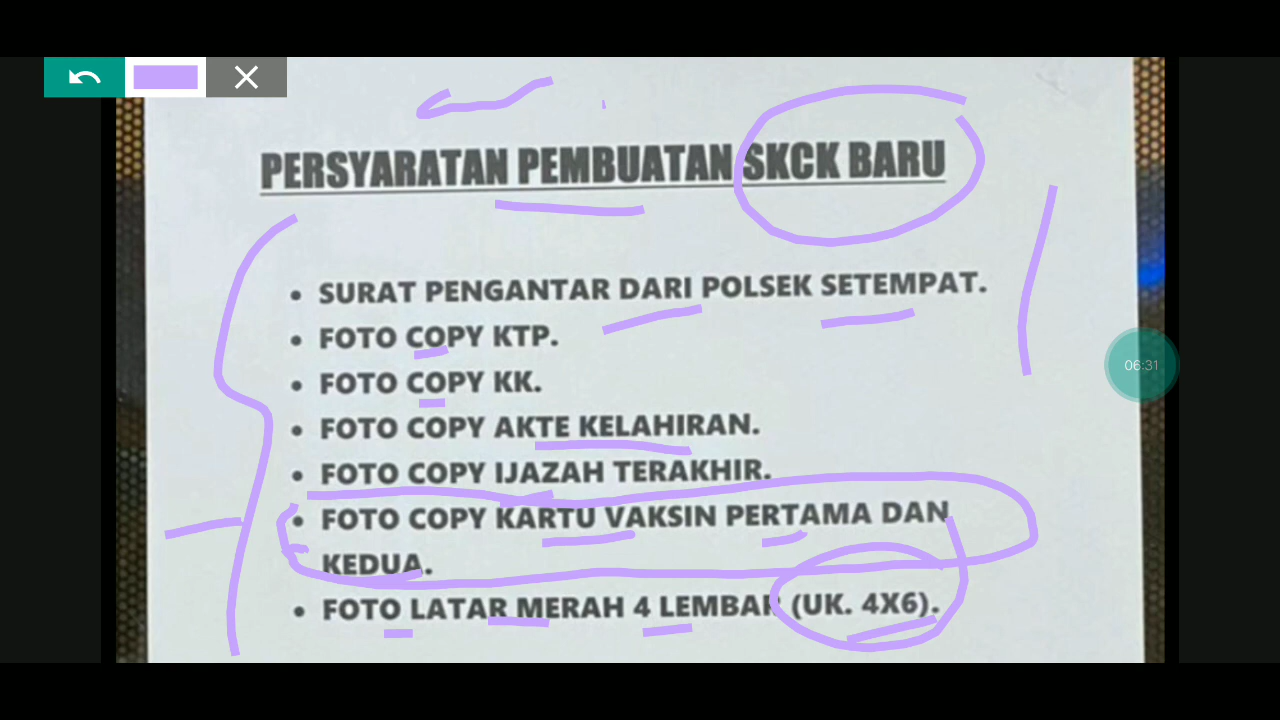 PERSYARATAN PEMBUATAN SKCK BARU
• SURAT PENGANTAR DARI POLSEK SETEMPAT.
• FOTO COPY KTP.
• FOTO COPY KK.
• FOTO COPY AKTE KELAHIRAN.
• FOTO COPY IJAZAH TERAKHIR.
• FOTO COPY KARTU VAKSIN PERTAMA DAN
KEDUA.
• FOTO LATAR MERAH 4 LEMBAR (UK. 4X6).
06:31